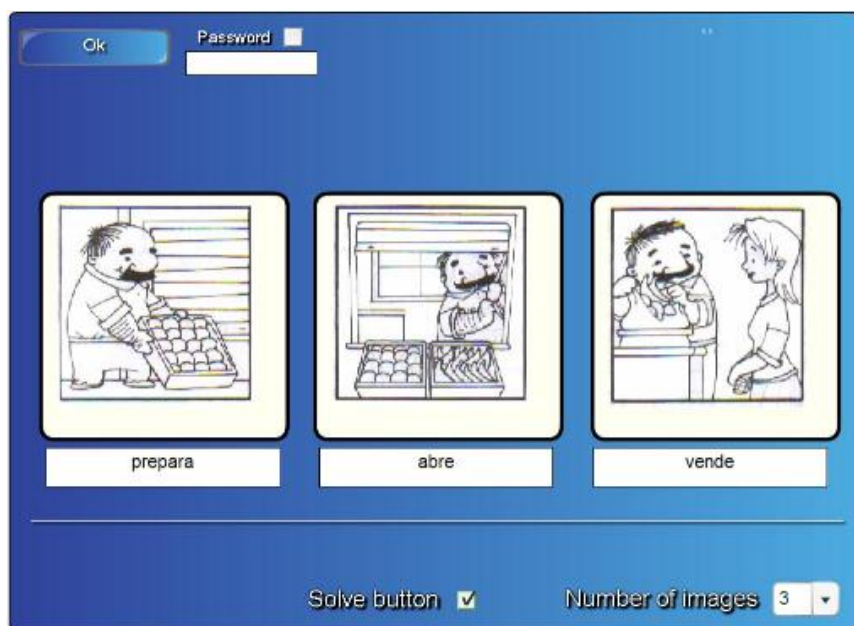 Ok
Password
prepara
abre
vende
Solve button
Number of images 3